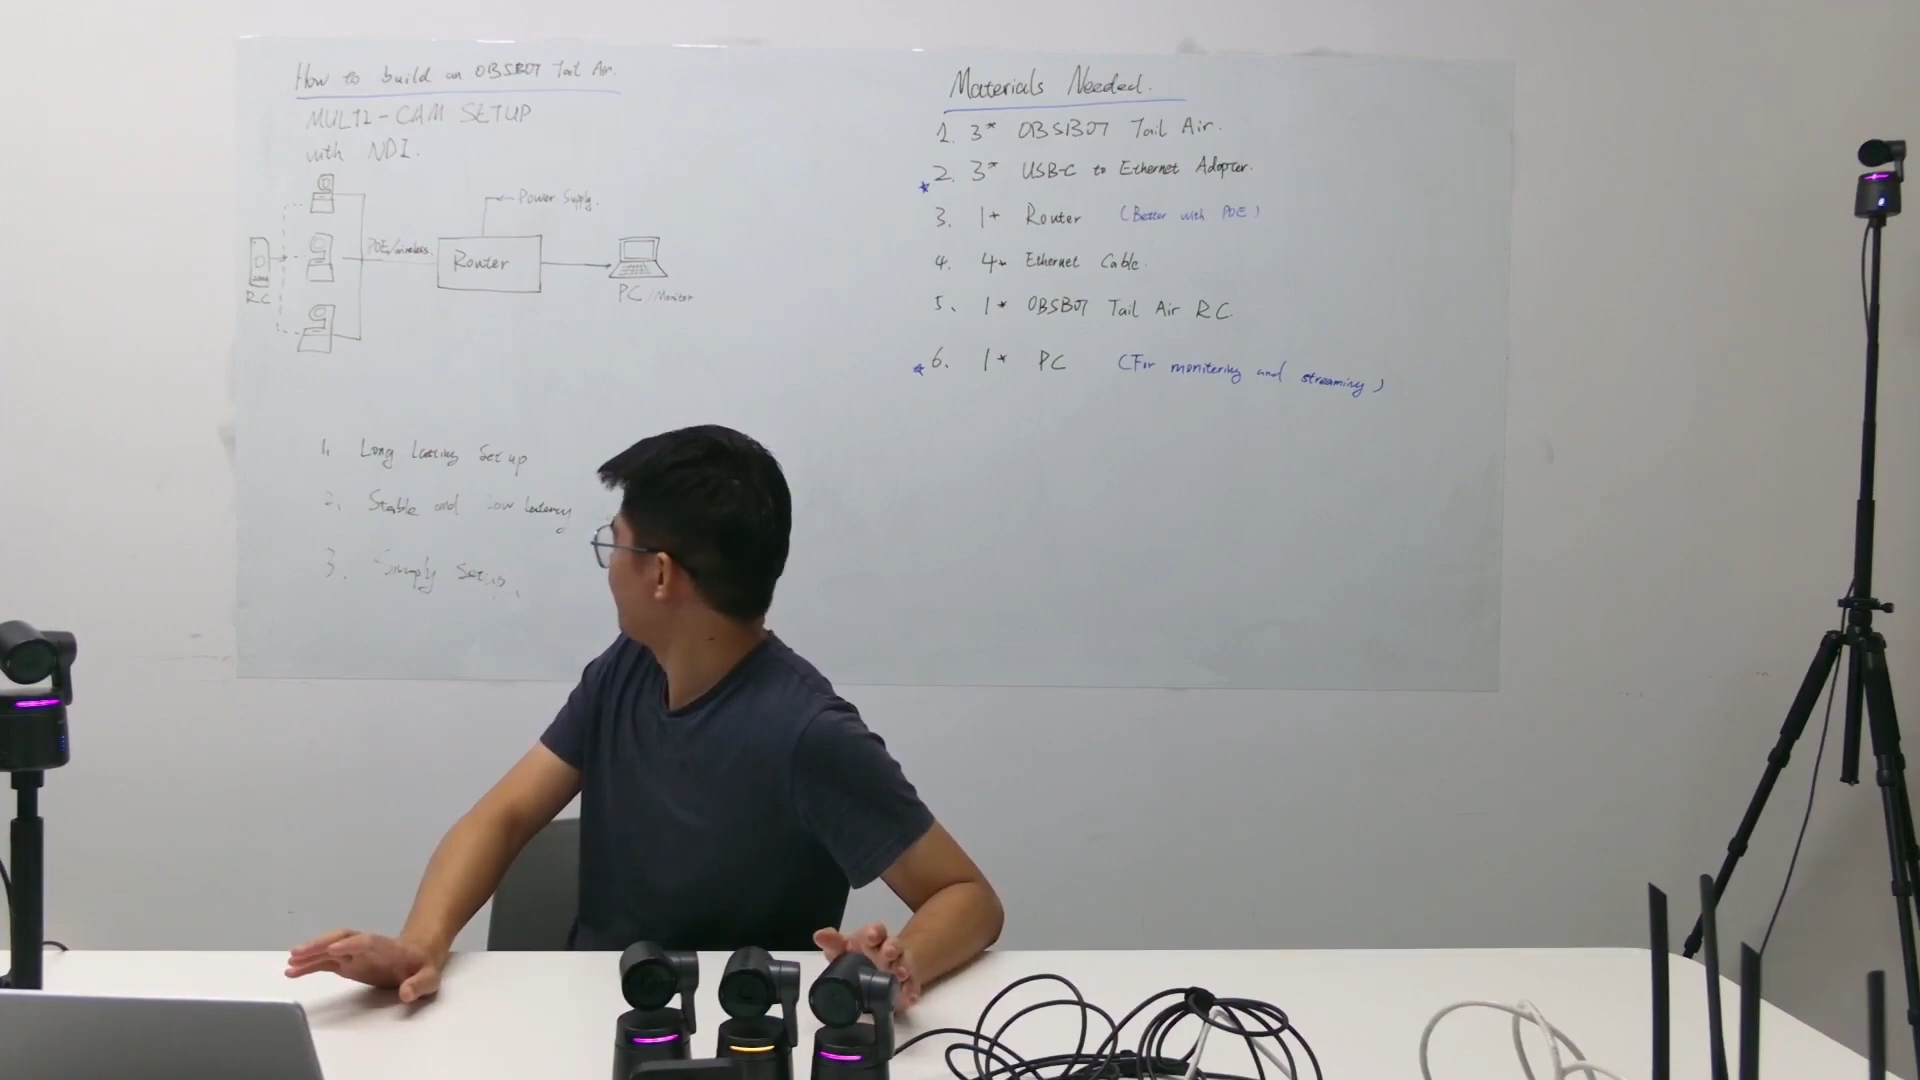 How to build an OBSBOT Tail Air.
MULTI-CAM SETUP
with NDI.
Power Supply.
POE/wireless.
Router
RC
PC/Monitor
1. Long Lasting Setup
2. Stable and Low latency
3. Simply Setup.
Materials Needed.
1. 3* OBSBOT Tail Air.
2. 3* USB-C to Ethernet Adapter.
3. 1* Router (Better with POE)
4. 4* Ethernet Cable.
5. 1* OBSBOT Tail Air RC
6. 1* PC (For monitoring and streaming)